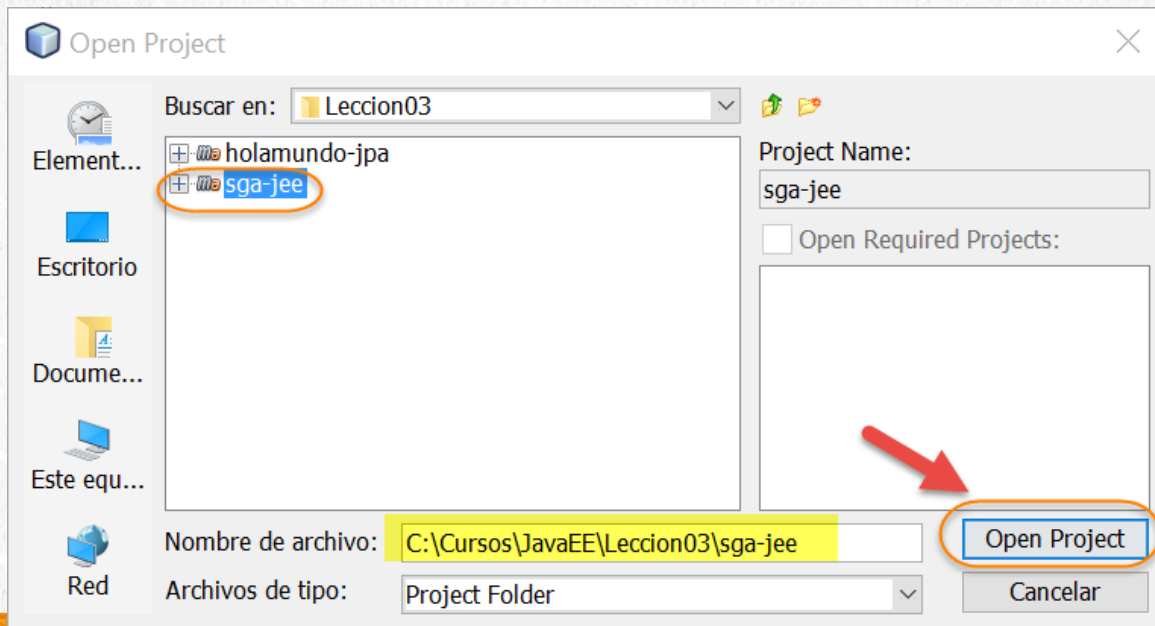 Open Project
Buscar en:
Leccion03
holamundo-jpa
sga-jee
Element...
Escritorio
Docume...
Este equ...
Red
Project Name:
sga-jee
Open Required Projects:
Nombre de archivo:
C:\Cursos\JavaEE\Leccion03\sga-jee
Open Project
Archivos de tipo:
Project Folder
Cancelar